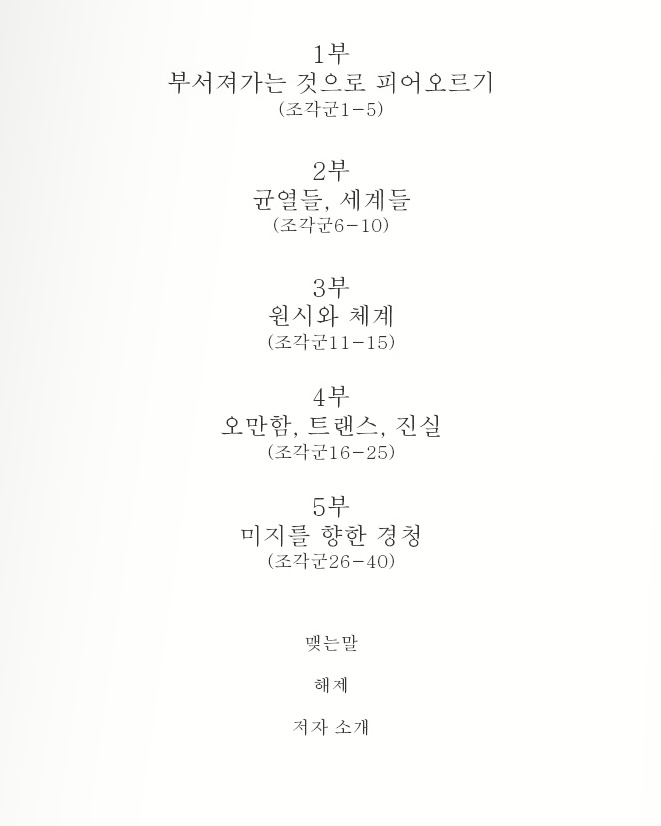 1부
부서져가는 것으로 피어오르기
(조각군1-5)
2부
균열들, 세계들
(조각군6-10)
3부
원시와 체계
(조각군11-15)
4부
오만함, 트랜스, 진실
(조각군16-25)
5부
미지를 향한 경청
(조각군26-40)
맺는말
해제
저자 소개